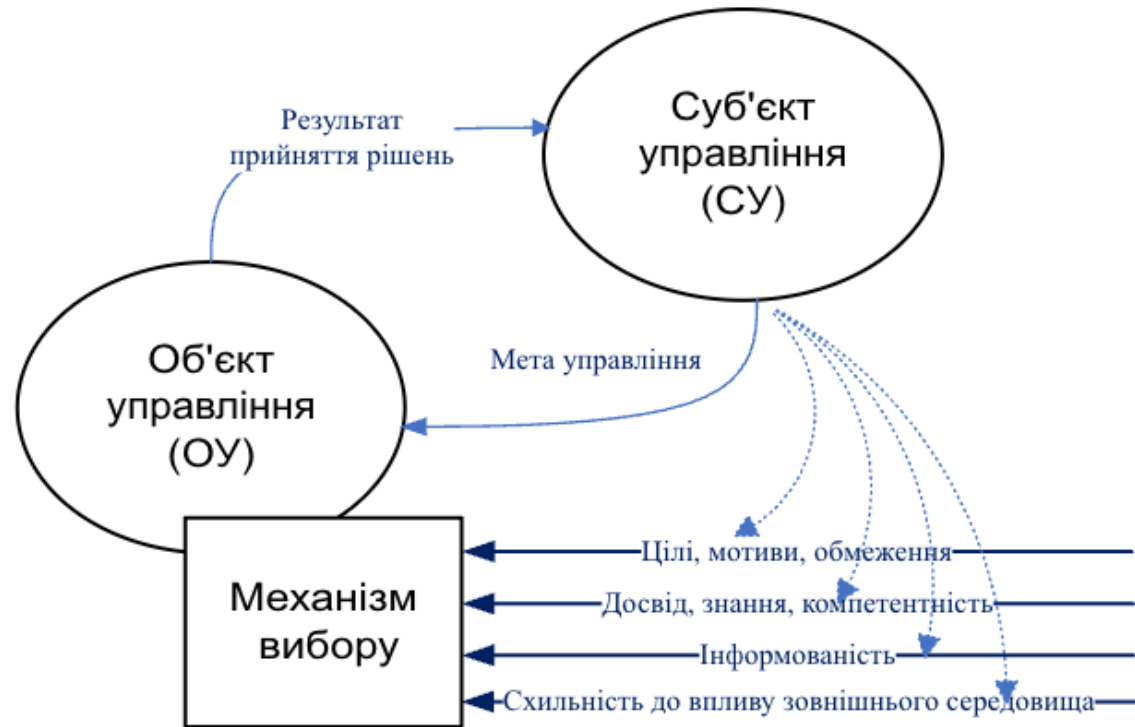 Суб'єкт
управління
(СУ)
Результат
прийняття рішень
Об'єкт
управління
(ОУ)
Мета управління
Механізм
вибору
Цілі, мотиви, обмеження
Досвід, знання, компетентність
Інформованість
Схильність до впливу зовнішнього середовища